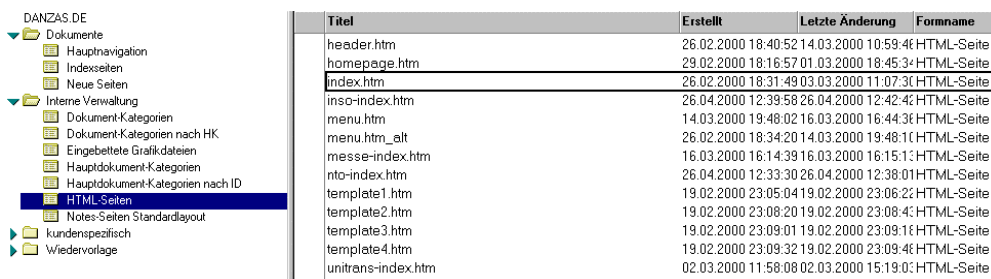 DANZAS.DE
Dokumente
Hauptnavigation
Indexseiten
Neue Seiten
Interne Verwaltung
Dokument-Kategorien
Dokument-Kategorien nach HK
Eingebettete Grafikdateien
Hauptdokument-Kategorien
Hauptdokument-Kategorien nach ID
HTML-Seiten
Notes-Seiten Standardlayout
kundenspezifisch
Wiedervorlage
Titel Erstellt Letzte Änderung Formname
header.htm 26.02.2000 18:40:52 14.03.2000 10:59:4 HTML-Seite
homepage.htm 29.02.2000 18:16:57 01.03.2000 18:45:3 HTML-Seite
index.htm 26.02.2000 18:31:49 03.03.2000 11:07:3 HTML-Seite
inso-index.htm 26.04.2000 12:39:58 26.04.2000 12:42:4 HTML-Seite
menu.htm 14.03.2000 19:48:02 16.03.2000 16:44:3 HTML-Seite
menu.htm_alt 26.02.2000 18:34:20 14.03.2000 19:48:1 HTML-Seite
messe-index.htm 16.03.2000 16:14:39 16.03.2000 16:15:1 HTML-Seite
nto-index.htm 26.04.2000 12:33:30 26.04.2000 12:38:01 HTML-Seite
template1.htm 19.02.2000 23:05:04 19.02.2000 23:06:2 HTML-Seite
template2.htm 19.02.2000 23:08:20 19.02.2000 23:08:4 HTML-Seite
template3.htm 19.02.2000 23:09:01 19.02.2000 23:09:1 HTML-Seite
template4.htm 19.02.2000 23:09:32 19.02.2000 23:09:4 HTML-Seite
unitrans-index.htm 02.03.2000 11:58:08 02.03.2000 15:19:0 HTML-Seite